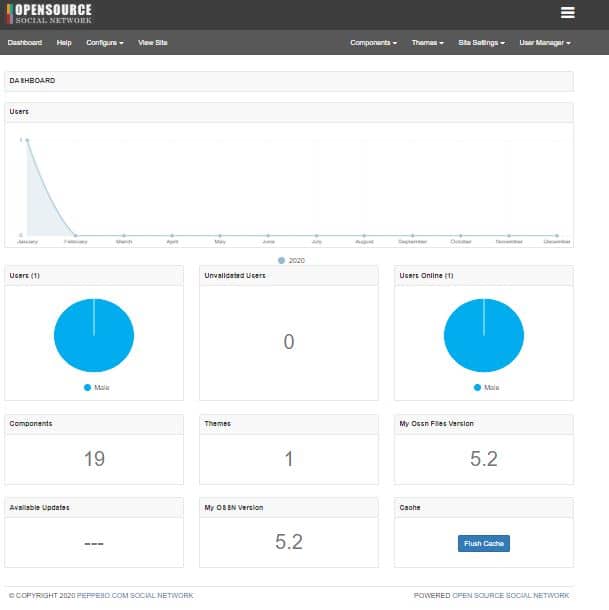 OPENSOURCE
SOCIAL NETWORK
Dashboard Help Configure View Site Components Themes Site Settings User Manager
DASHBOARD
Users
1
0
January February March April May June July August September October November December
2020
Users (1) Unvalidated Users Users Online (1)
0
Male Male
Components Themes My Ossn Files Version
19 1 5.2
Available Updates My OSSN Version Cache
--- 5.2 Flush Cache
© COPYRIGHT 2020 PEPPEBO.COM SOCIAL NETWORK POWERED OPEN SOURCE SOCIAL NETWORK